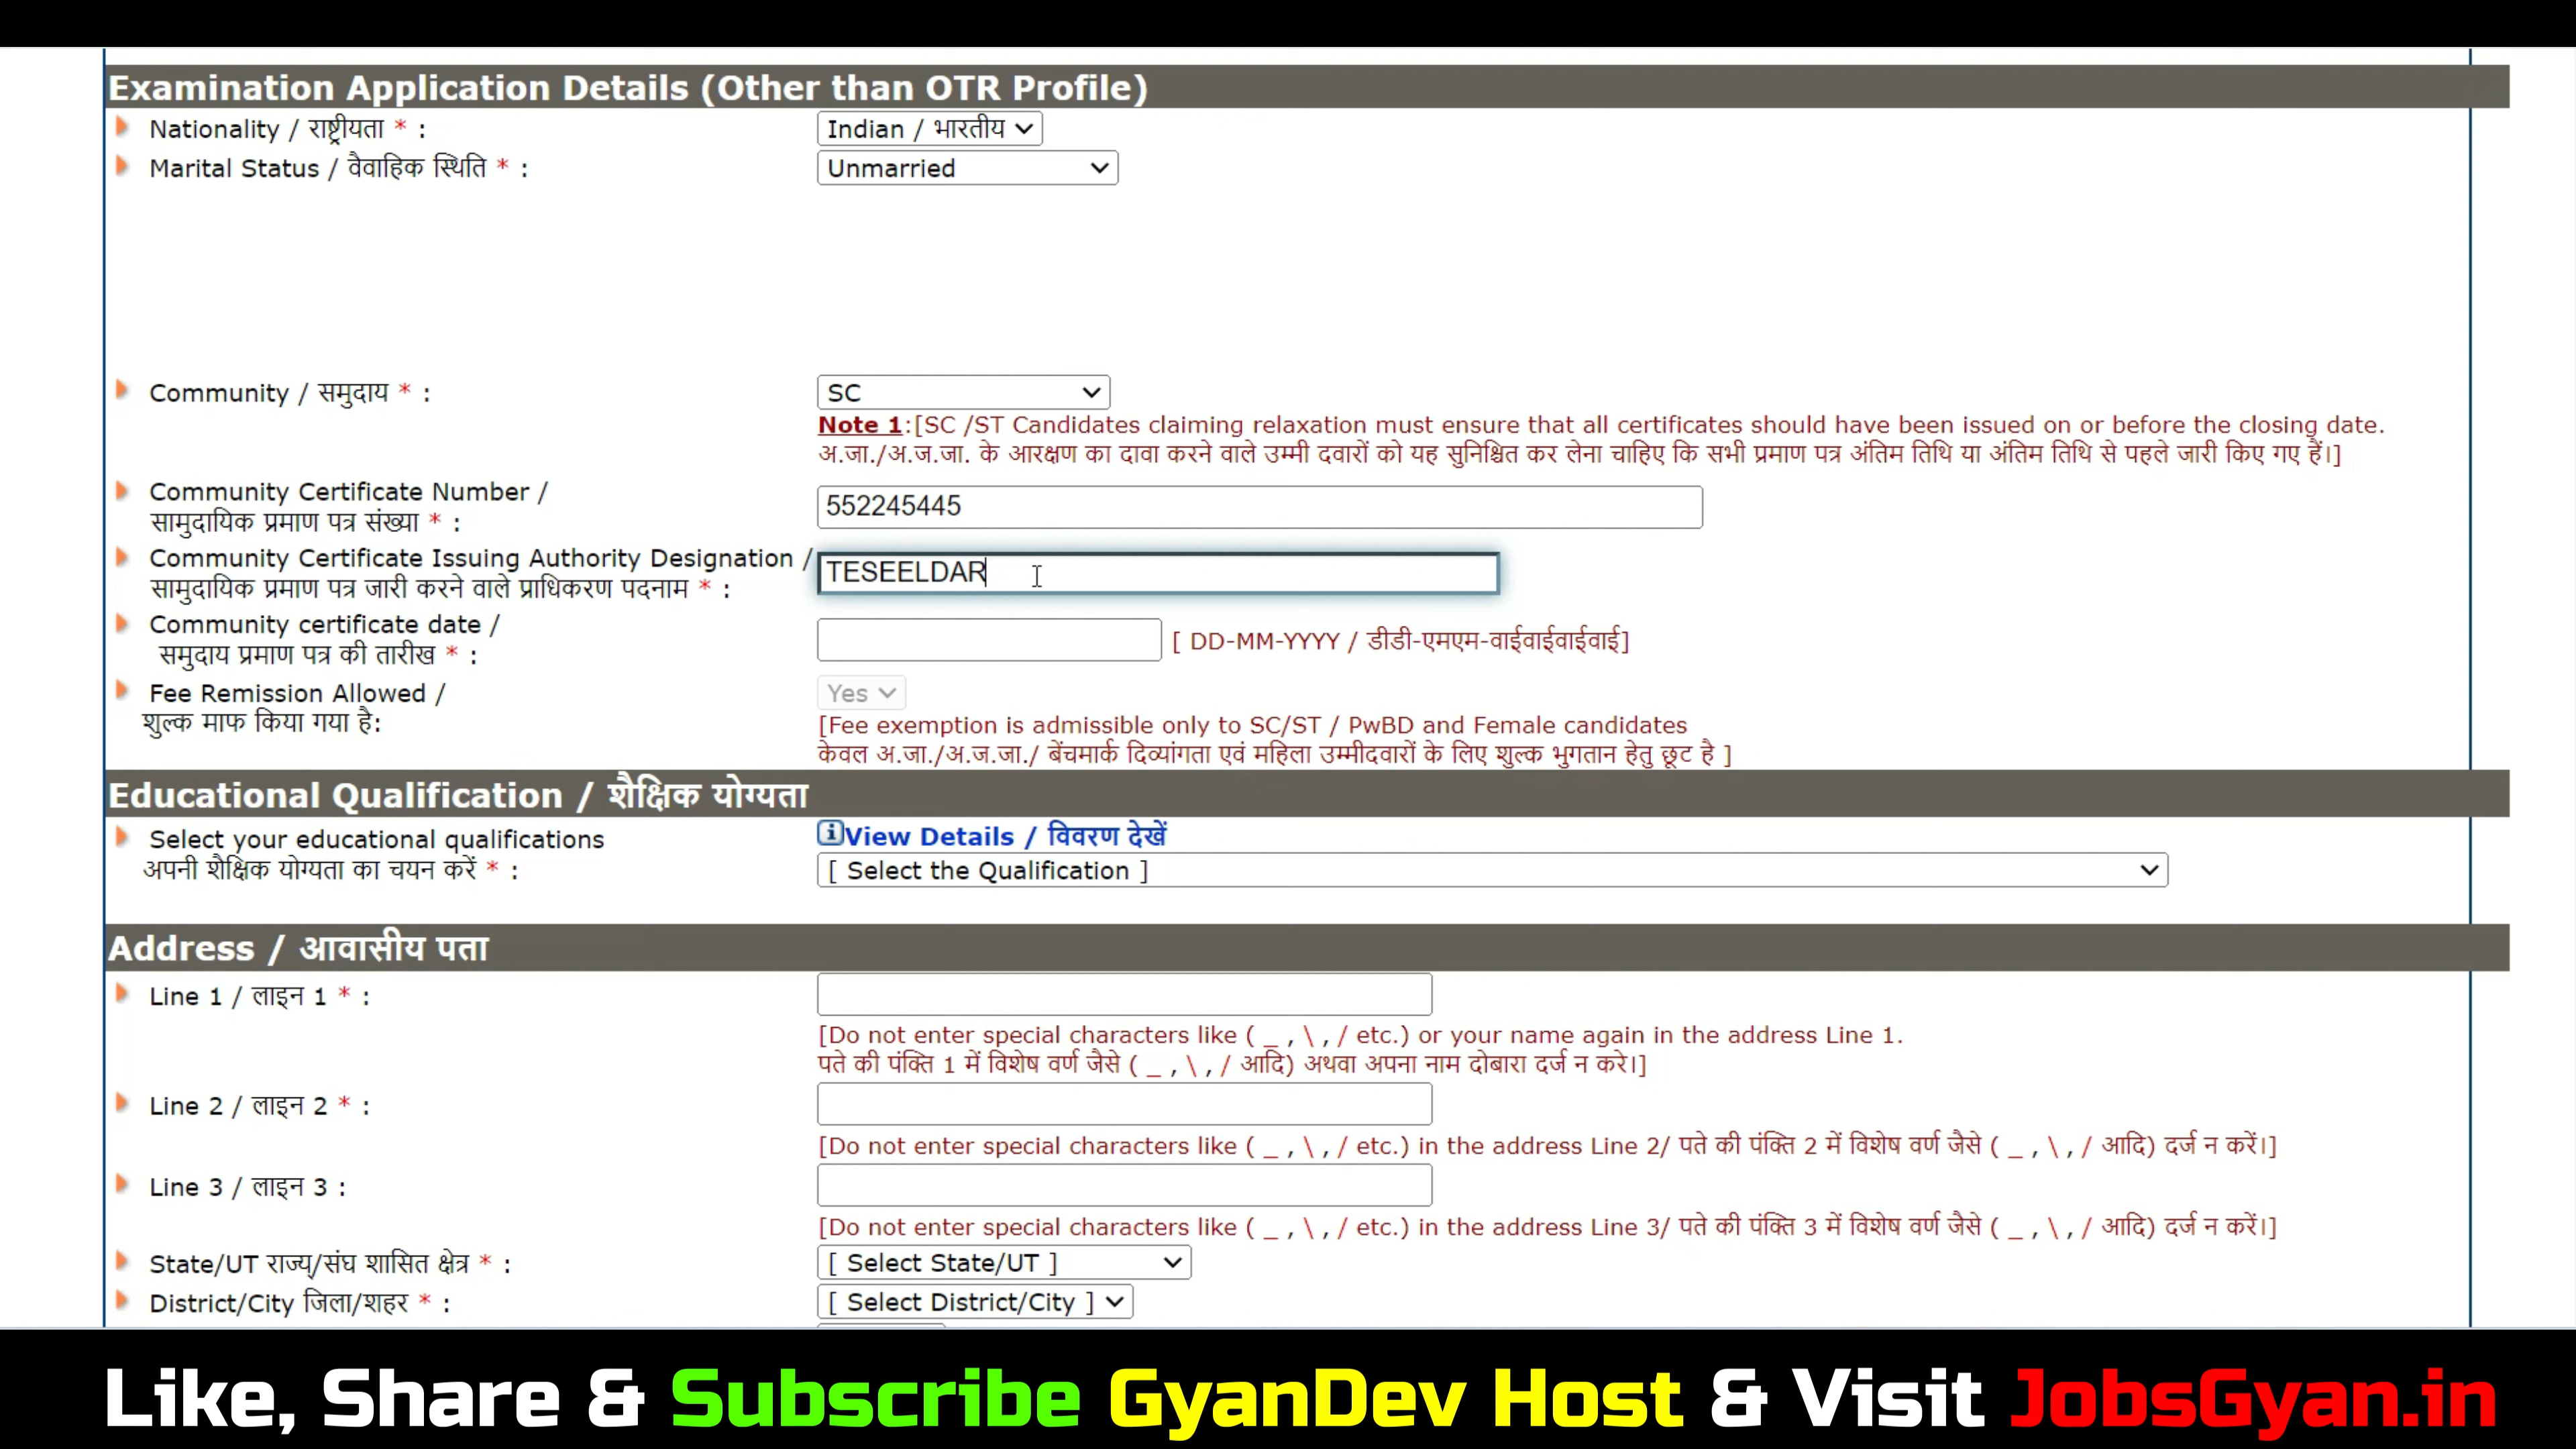 Examination Application Details (Other than OTR Profile)
Nationality / राष्ट्रीयता * : Indian / भारतीय
Marital Status / वैवाहिक स्थिति * : Unmarried
Community / समुदाय * : SC
Note 1:[SC /ST Candidates claiming relaxation must ensure that all certificates should have been issued on or before the closing date.
अ.जा./अ.ज.जा. के आरक्षण का दावा करने वाले उम्मी दवारों को यह सुनिश्चित कर लेना चाहिए कि सभी प्रमाण पत्र अंतिम तिथि या अंतिम तिथि से पहले जारी किए गए हैं।]
Community Certificate Number /
सामुदायिक प्रमाण पत्र संख्या * : 552245445
Community Certificate Issuing Authority Designation / TESEELDAR
सामुदायिक प्रमाण पत्र जारी करने वाले प्राधिकरण पदनाम * :
Community certificate date /
समुदाय प्रमाण पत्र की तारीख * : [ DD-MM-YYYY / डीडी-एमएम-वाईवाईवाईवाई]
Fee Remission Allowed / Yes
शुल्क माफ किया गया है:
[Fee exemption is admissible only to SC/ST / PwBD and Female candidates
केवल अ.जा./अ.ज.जा./ बेंचमार्क दिव्यांगता एवं महिला उम्मीदवारों के लिए शुल्क भुगतान हेतु छूट है ]
Educational Qualification / शैक्षिक योग्यता
Select your educational qualifications View Details / विवरण देखें
अपनी शैक्षिक योग्यता का चयन करें * : [ Select the Qualification ]
Address / आवासीय पता
Line 1 / लाइन 1 * :
[Do not enter special characters like ( _ , \ , / etc.) or your name again in the address Line 1.
पते की पंक्ति 1 में विशेष वर्ण जैसे ( _ , \ , / आदि) अथवा अपना नाम दोबारा दर्ज न करे।]
Line 2 / लाइन 2 * :
[Do not enter special characters like ( _ , \ , / etc.) in the address Line 2/ पते की पंक्ति 2 में विशेष वर्ण जैसे ( _ , \ , / आदि) दर्ज न करें।]
Line 3 / लाइन 3 :
[Do not enter special characters like ( _ , \ , / etc.) in the address Line 3/ पते की पंक्ति 3 में विशेष वर्ण जैसे ( _ , \ , / आदि) दर्ज न करें।]
State/UT राज्य/संघ शासित क्षेत्र * : [ Select State/UT ]
District/City जिला/शहर * : [ Select District/City ]
Like, Share & Subscribe GyanDev Host & Visit JobsGyan.in